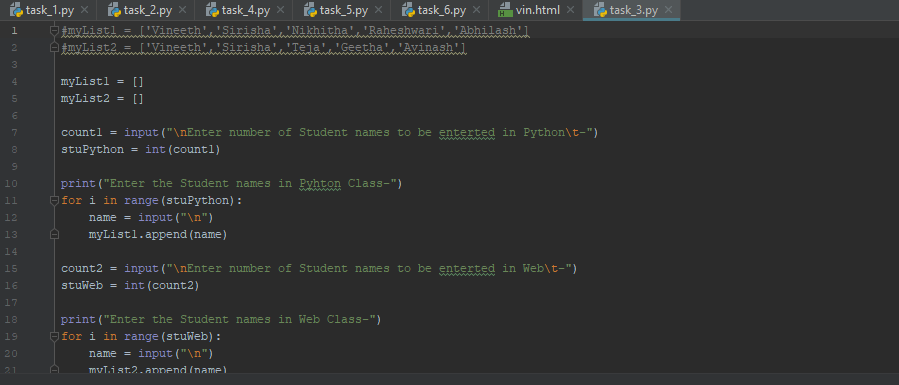 task_1.py task_2.py task_4.py task_5.py task_6.py vin.html task_3.py
1 #myList1 = ['Vineeth','Sirisha','Nikhitha','Raheshwari','Abhilash']
2 #myList2 = ['Vineeth','Sirisha','Teja','Geetha','Avinash']
3
4 myList1 = []
5 myList2 = []
6
7 count1 = input("\nEnter number of Student names to be enterted in Python\t-")
8 stuPython = int(count1)
9
10 print("Enter the Student names in Pyhton Class-")
11 for i in range(stuPython):
12     name = input("\n")
13     myList1.append(name)
14
15 count2 = input("\nEnter number of Student names to be enterted in Web\t-")
16 stuWeb = int(count2)
17
18 print("Enter the Student names in Web Class-")
19 for i in range(stuWeb):
20     name = input("\n")
21     myList2.append(name)